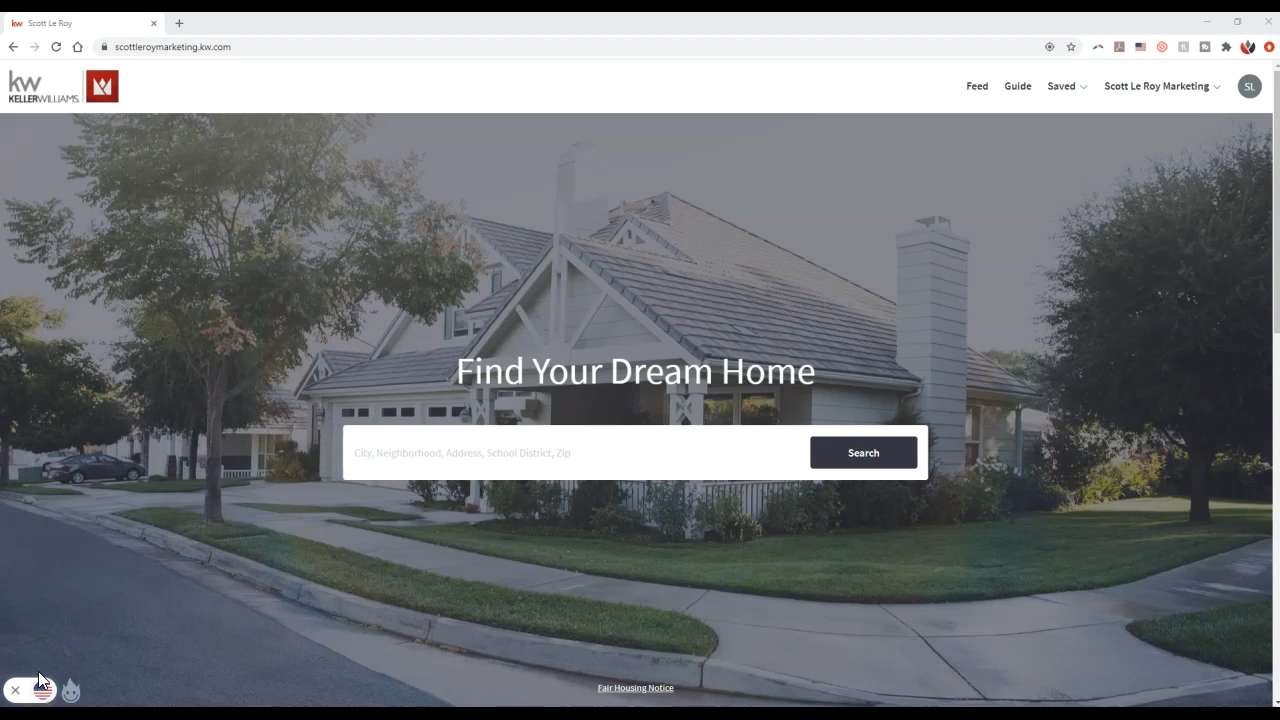 kw Scott Le Roy
scottleroymarketing.kw.com
kw
KELLERWILLIAMS.
Feed Guide Saved Scott Le Roy Marketing SL
Find Your Dream Home
City, Neighborhood, Address, School District, Zip Search
Fair Housing Notice